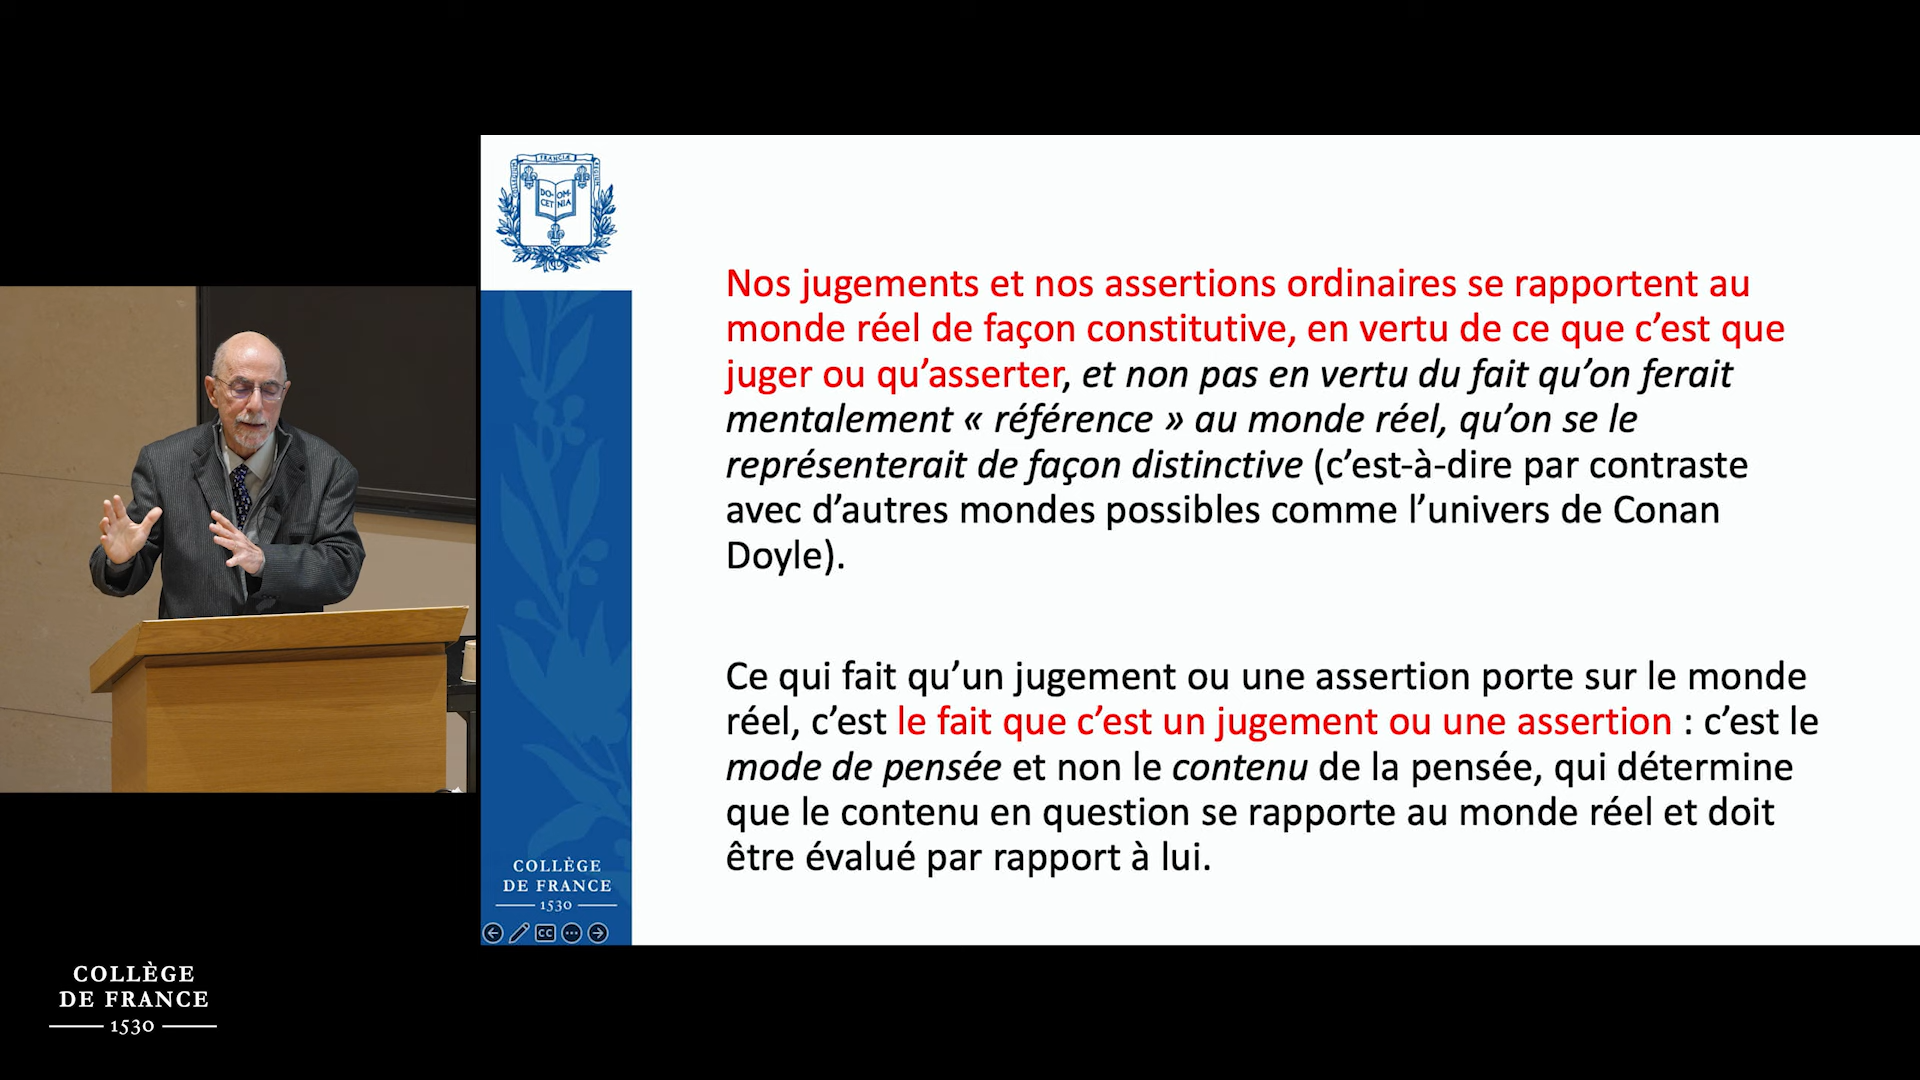 FRANCIÆ
DO- OM-
CET NIA
Nos jugements et nos assertions ordinaires se rapportent au
monde réel de façon constitutive, en vertu de ce que c’est que
juger ou qu’asserter, et non pas en vertu du fait qu’on ferait
mentalement « référence » au monde réel, qu’on se le
représenterait de façon distinctive (c’est-à-dire par contraste
avec d’autres mondes possibles comme l’univers de Conan
Doyle).
Ce qui fait qu’un jugement ou une assertion porte sur le monde
réel, c’est le fait que c’est un jugement ou une assertion : c’est le
mode de pensée et non le contenu de la pensée, qui détermine
que le contenu en question se rapporte au monde réel et doit
être évalué par rapport à lui.
COLLÈGE
DE FRANCE
1530
CC
COLLÈGE
DE FRANCE
1530